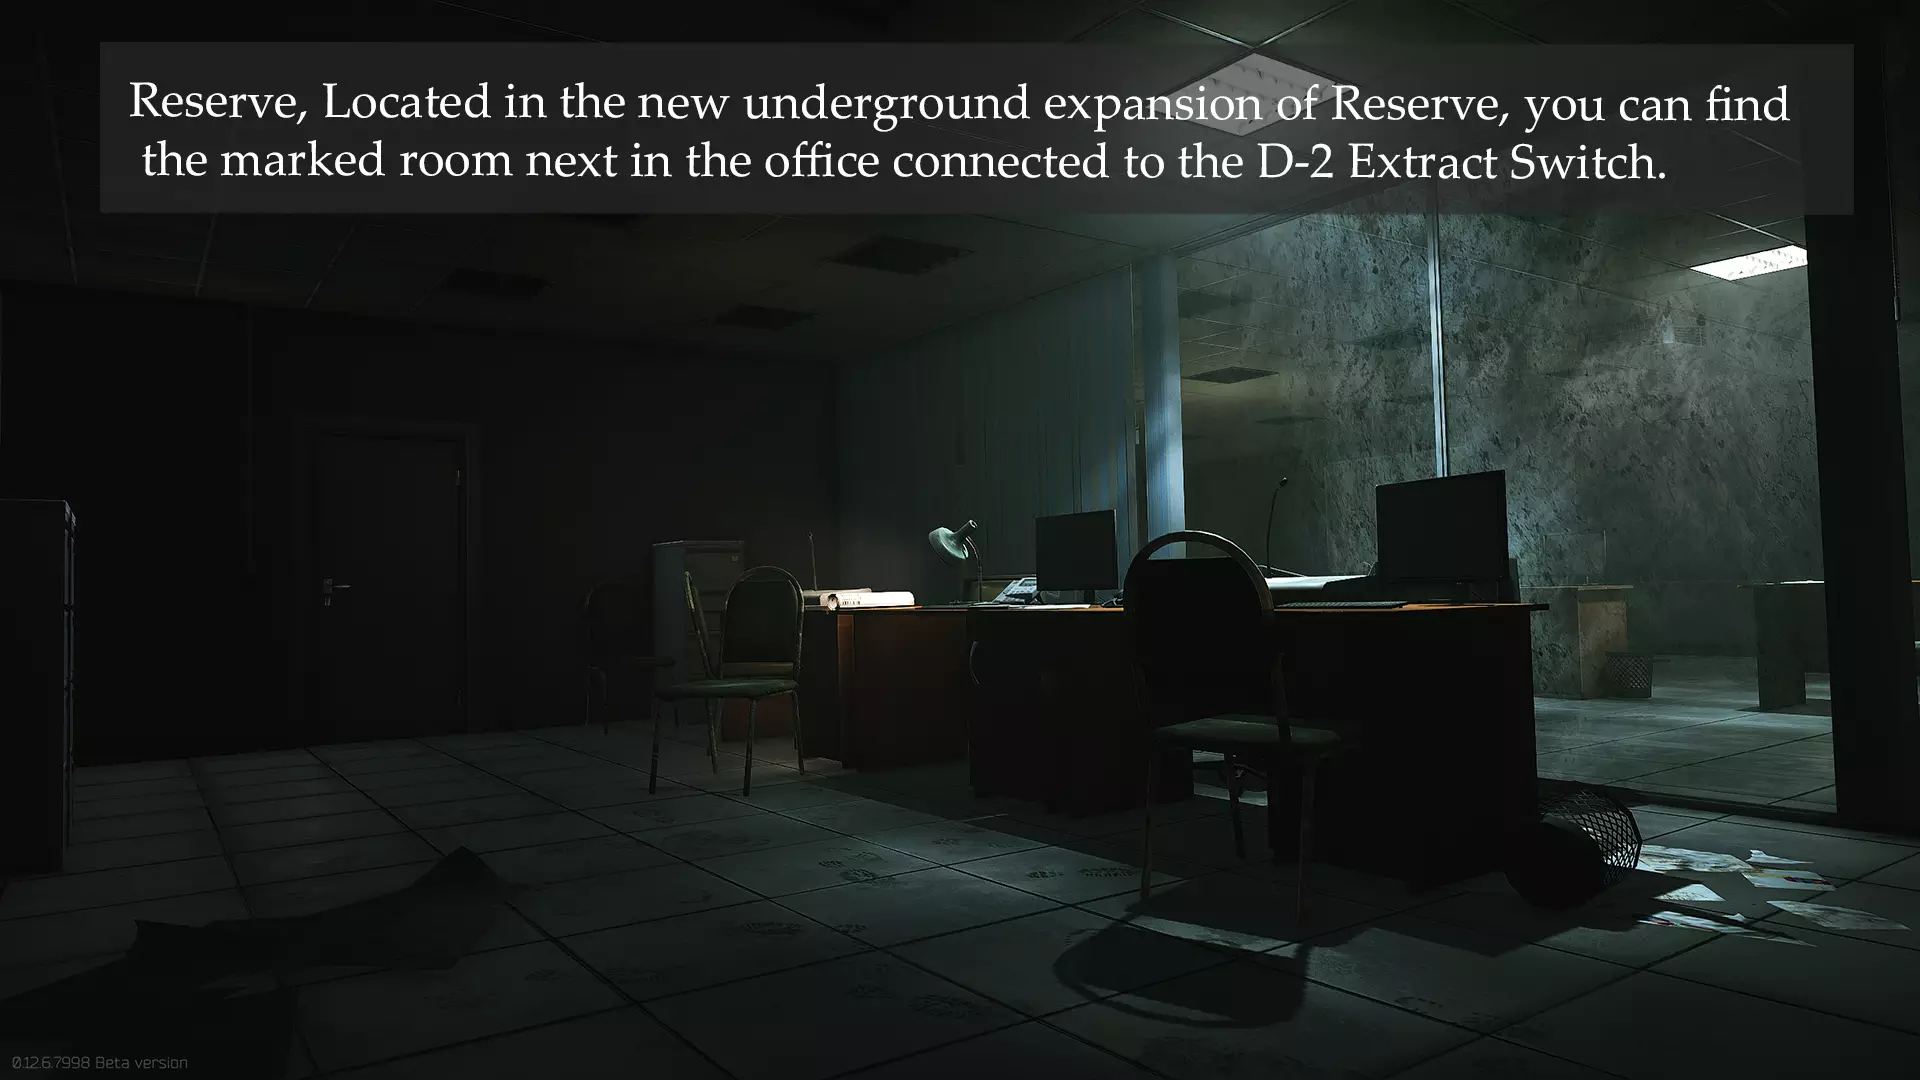 Reserve, Located in the new underground expansion of Reserve, you can find
the marked room next in the office connected to the D-2 Extract Switch.
0.12.6.7998 Beta version